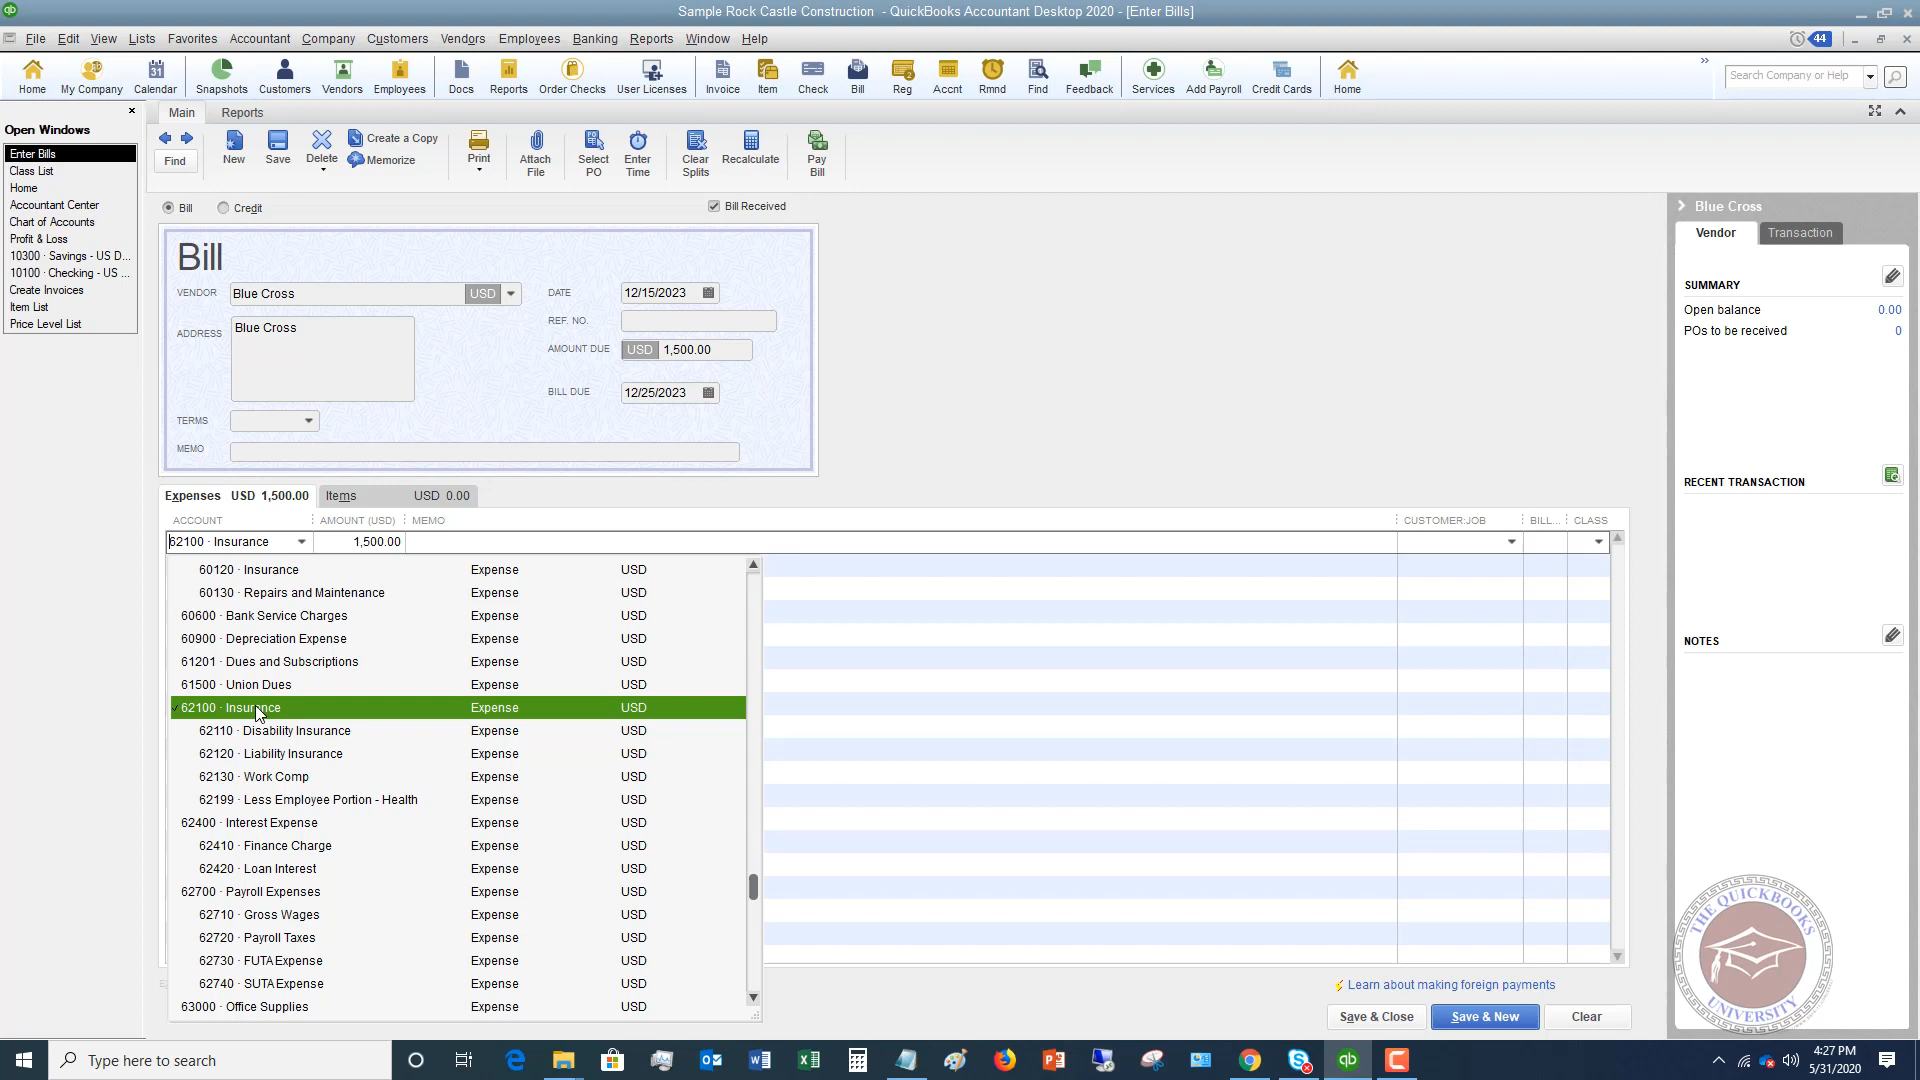 Sample Rock Castle Construction - QuickBooks Accountant Desktop 2020 - [Enter Bills]
File Edit View Lists Favorites Accountant Company Customers Vendors Employees Banking Reports Window Help
44
Home My Company Calendar Snapshots Customers Vendors Employees Docs Reports Order Checks User Licenses Invoice Item Check Bill Reg Accnt Rmnd Find Feedback Services Add Payroll Credit Cards Home
Search Company or Help
Open Windows
Enter Bills
Class List
Home
Accountant Center
Chart of Accounts
Profit & Loss
10300 · Savings - US D...
10100 · Checking - US ...
Create Invoices
Item List
Price Level List
Main Reports
Find New Save Delete Create a Copy
Memorize
Print Attach File Select PO Enter Time Clear Splits Recalculate Pay Bill
Bill Credit Bill Received
Bill
VENDOR Blue Cross USD DATE 12/15/2023
ADDRESS Blue Cross REF. NO.
AMOUNT DUE USD 1,500.00
BILL DUE 12/25/2023
TERMS
MEMO
Expenses USD 1,500.00 Items USD 0.00
ACCOUNT AMOUNT (USD) MEMO CUSTOMER:JOB BILL... CLASS
62100 · Insurance 1,500.00
60120 · Insurance Expense USD
60130 · Repairs and Maintenance Expense USD
60600 · Bank Service Charges Expense USD
60900 · Depreciation Expense Expense USD
61201 · Dues and Subscriptions Expense USD
61500 · Union Dues Expense USD
62100 · Insurance Expense USD
62110 · Disability Insurance Expense USD
62120 · Liability Insurance Expense USD
62130 · Work Comp Expense USD
62199 · Less Employee Portion - Health Expense USD
62400 · Interest Expense Expense USD
62410 · Finance Charge Expense USD
62420 · Loan Interest Expense USD
62700 · Payroll Expenses Expense USD
62710 · Gross Wages Expense USD
62720 · Payroll Taxes Expense USD
62730 · FUTA Expense Expense USD
62740 · SUTA Expense Expense USD
63000 · Office Supplies Expense USD
Learn about making foreign payments
Save & Close Save & New Clear
Blue Cross
Vendor Transaction
SUMMARY
Open balance 0.00
POs to be received 0
RECENT TRANSACTION
NOTES
THE QUICKBOOKS UNIVERSITY
Type here to search
4:27 PM
5/31/2020